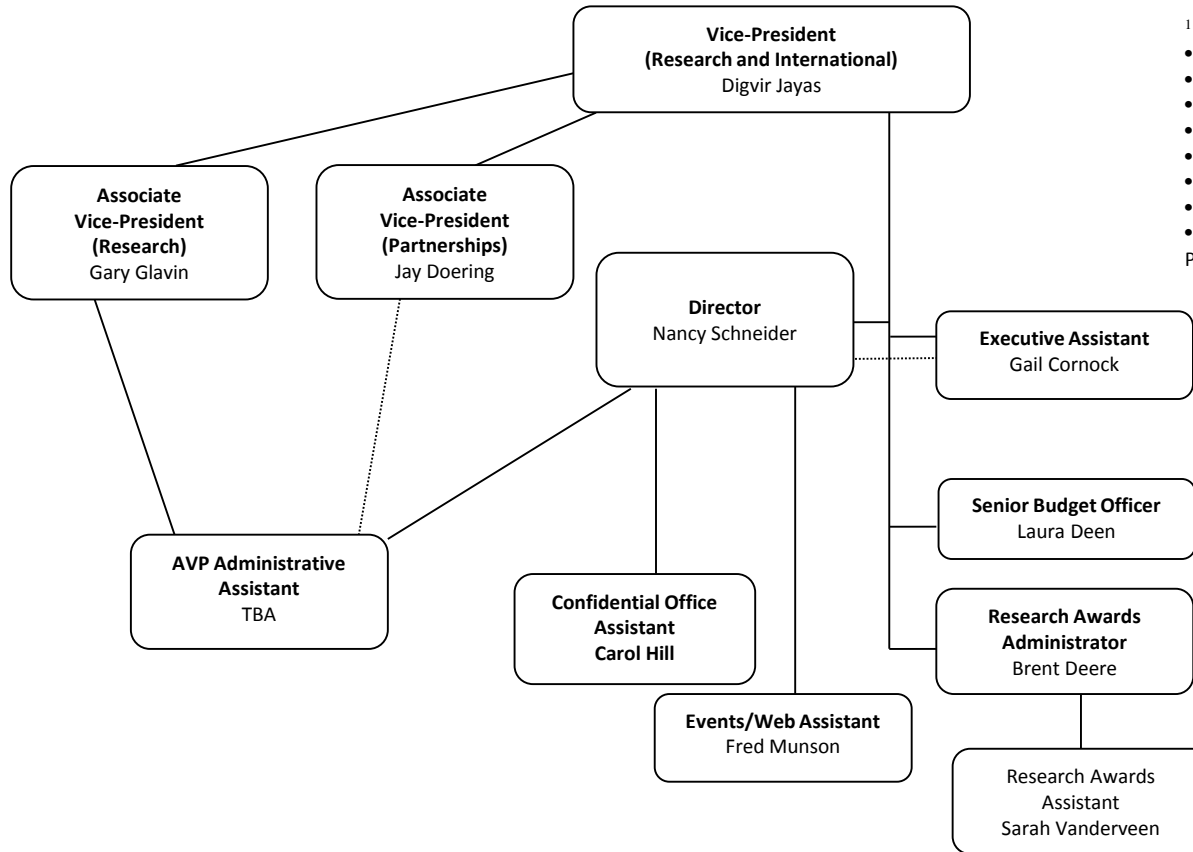 Vice-President
(Research and International)
Digvir Jayas
1
•
•
•
•
•
•
•
•
P
Associate
Vice-President
(Research)
Gary Glavin
Associate
Vice-President
(Partnerships)
Jay Doering
Director
Nancy Schneider
Executive Assistant
Gail Cornock
Senior Budget Officer
Laura Deen
AVP Administrative
Assistant
TBA
Confidential Office
Assistant
Carol Hill
Research Awards
Administrator
Brent Deere
Events/Web Assistant
Fred Munson
Research Awards
Assistant
Sarah Vanderveen